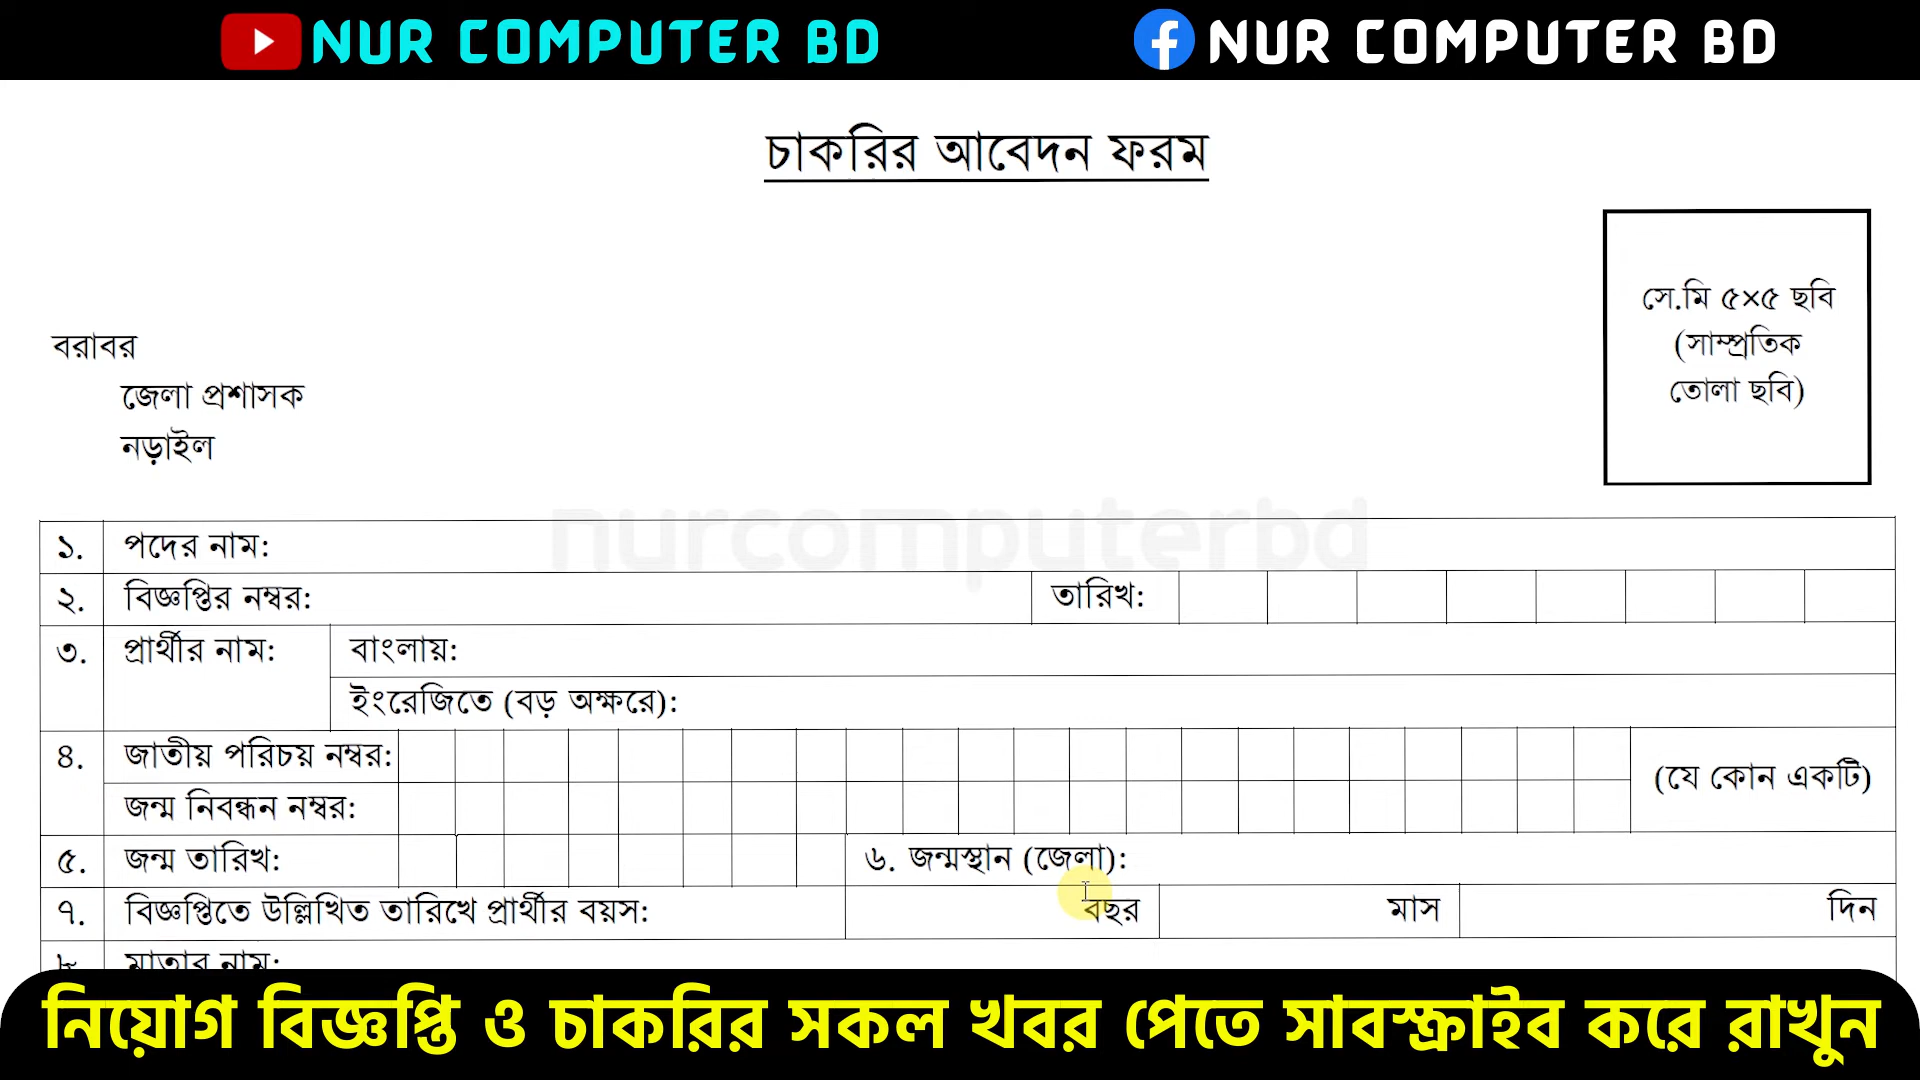 NUR COMPUTER BD NUR COMPUTER BD
চাকরির আবেদন ফরম
সে.মি ৫×৫ ছবি
(সাম্প্রতিক
তোলা ছবি)
বরাবর
জেলা প্রশাসক
নড়াইল
nurcomputerbd
১. পদের নাম:
২. বিজ্ঞপ্তির নম্বর: তারিখ:
৩. প্রার্থীর নাম: বাংলায়:
ইংরেজিতে (বড় অক্ষরে):
৪. জাতীয় পরিচয় নম্বর: (যে কোন একটি)
জন্ম নিবন্ধন নম্বর:
৫. জন্ম তারিখ: ৬. জন্মস্থান (জেলা):
৭. বিজ্ঞপ্তিতে উল্লিখিত তারিখে প্রার্থীর বয়স: বছর মাস দিন
৮. মাতার নাম:
নিয়োগ বিজ্ঞপ্তি ও চাকরির সকল খবর পেতে সাবস্ক্রাইব করে রাখুন